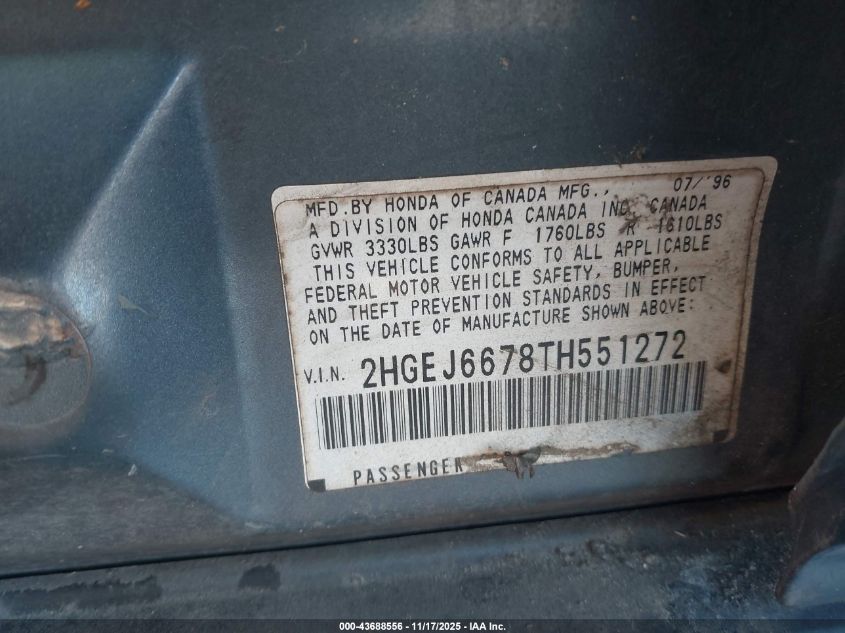 MFD.BY HONDA OF CANADA MFG., 07/'96
A DIVISION OF HONDA CANADA INC. CANADA
GVWR 3330LBS GAWR F 1760LBS R 1610LBS
THIS VEHICLE CONFORMS TO ALL APPLICABLE
FEDERAL MOTOR VEHICLE SAFETY, BUMPER,
AND THEFT PREVENTION STANDARDS IN EFFECT
ON THE DATE OF MANUFACTURE SHOWN ABOVE:
V.I.N. 2HGEJ6678TH551272
PASSENGER
000-43688556 - 11/17/2025 - IAA Inc.